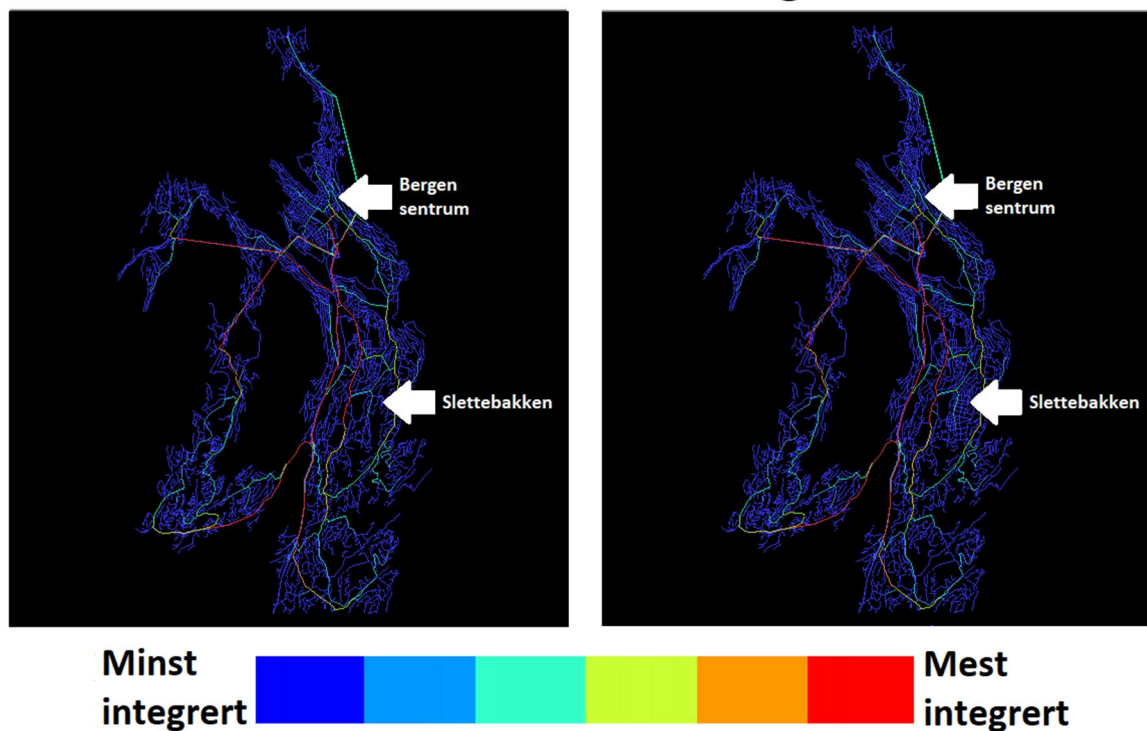 Bergen
sentrum
Slettebakken
Bergen
sentrum
Slettebakken
Minst
integrert
Mest
integrert